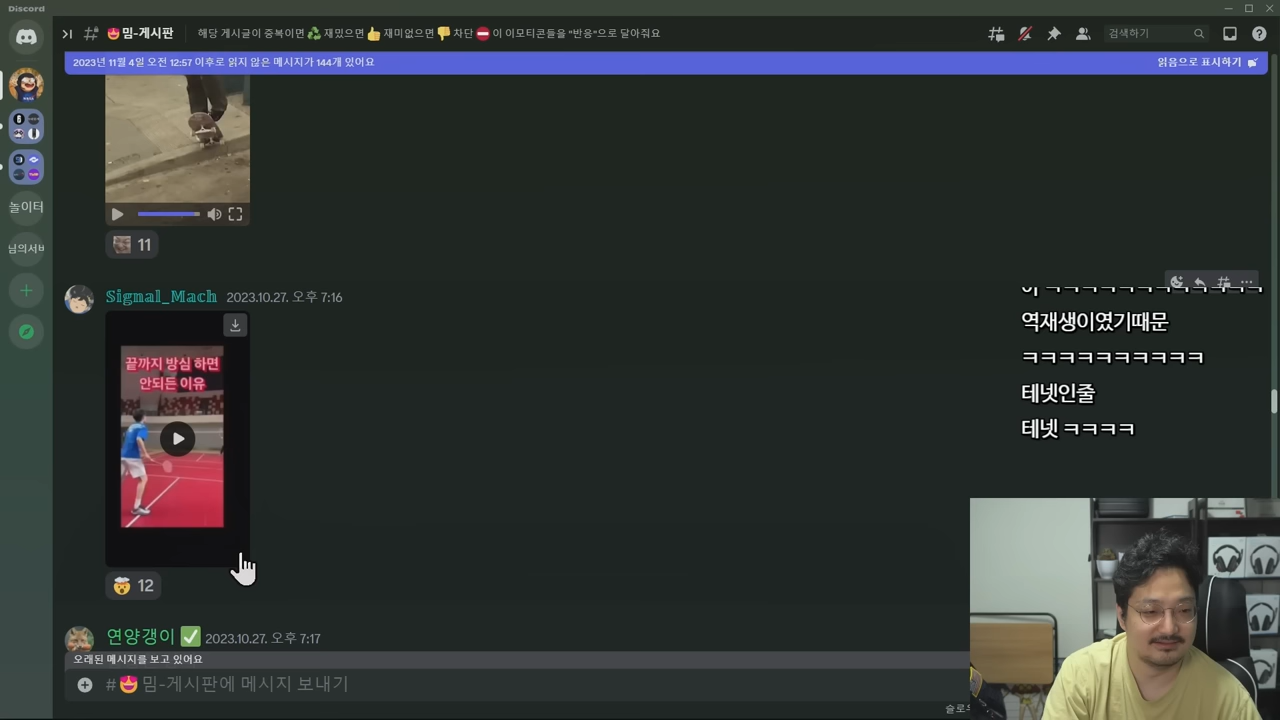 Discord
밈-게시판
해당 게시글이 중복이면 ♻️ 재밌으면 👍 재미없으면 👎 차단 ⛔ 이 이모티콘들을 "반응"으로 달아줘요
검색하기
2023년 11월 4일 오전 12:57 이후로 읽지 않은 메시지가 144개 있어요
읽음으로 표시하기
놀이터
님의서버
11
Signal_Mach 2023.10.27. 오후 7:16
끝까지 방심 하면
안되든 이유
12
역재생이였기때문
ㅋㅋㅋㅋㅋㅋㅋㅋㅋㅋ
테넷인줄
테넷 ㅋㅋㅋㅋ
연양갱이 ✅ 2023.10.27. 오후 7:17
오래된 메시지를 보고 있어요
#😍밈-게시판에 메시지 보내기